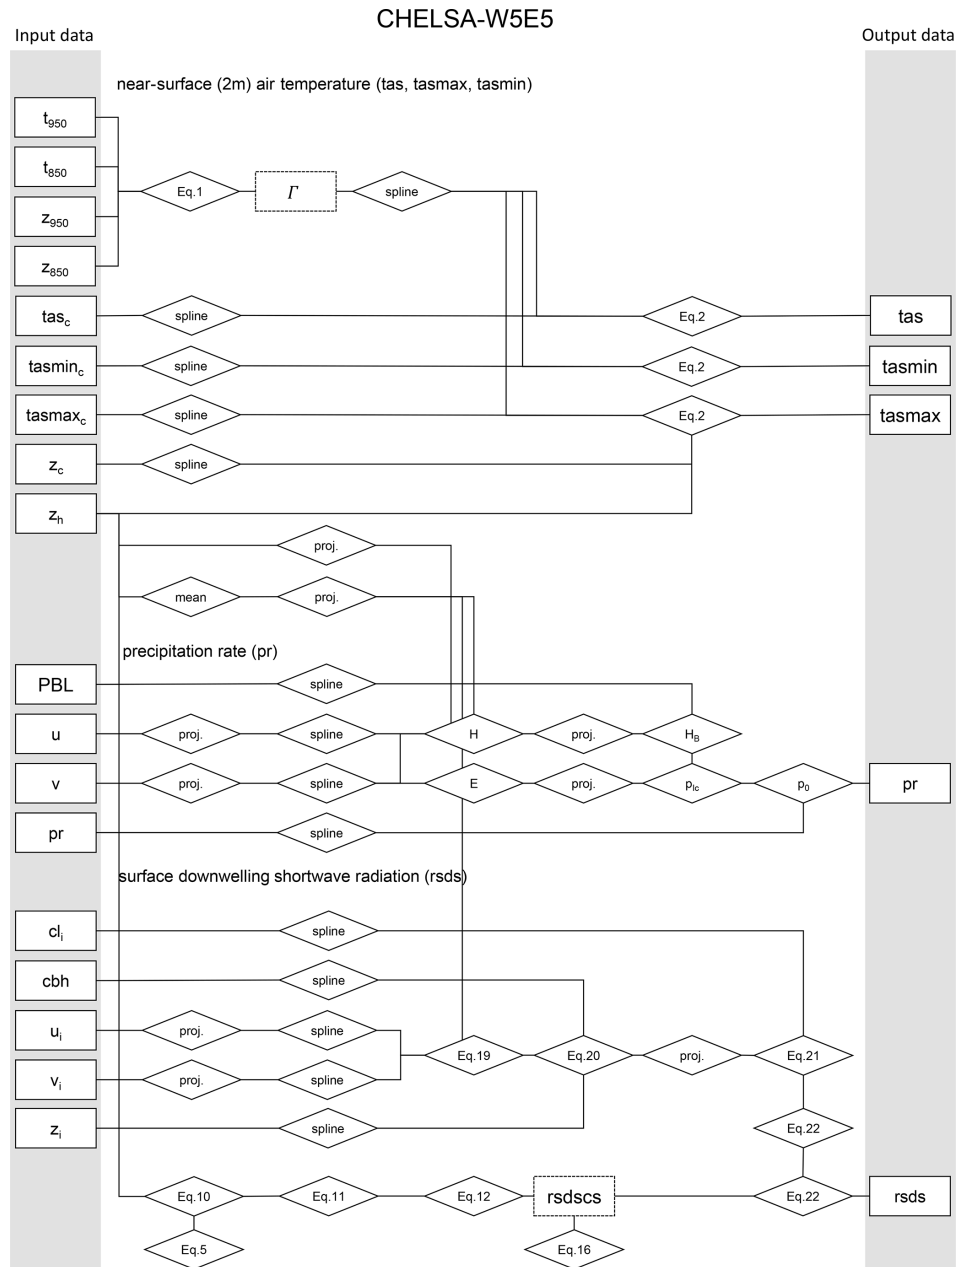 CHELSA-W5E5
Input data
Output data
near-surface (2m) air temperature (tas, tasmax, tasmin)
t950
t850
Eq.1
Γ
spline
z950
z850
tasc
spline
Eq.2
tas
tasminc
spline
Eq.2
tasmin
tasmaxc
spline
Eq.2
tasmax
zc
spline
zh
proj.
mean
proj.
precipitation rate (pr)
PBL
spline
u
proj.
spline
H
proj.
HB
v
proj.
spline
E
proj.
plc
p0
pr
pr
spline
surface downwelling shortwave radiation (rsds)
cli
spline
cbh
spline
ui
proj.
spline
Eq.19
Eq.20
proj.
Eq.21
vi
proj.
spline
zi
spline
Eq.22
Eq.10
Eq.11
Eq.12
rsdscs
Eq.22
rsds
Eq.5
Eq.16